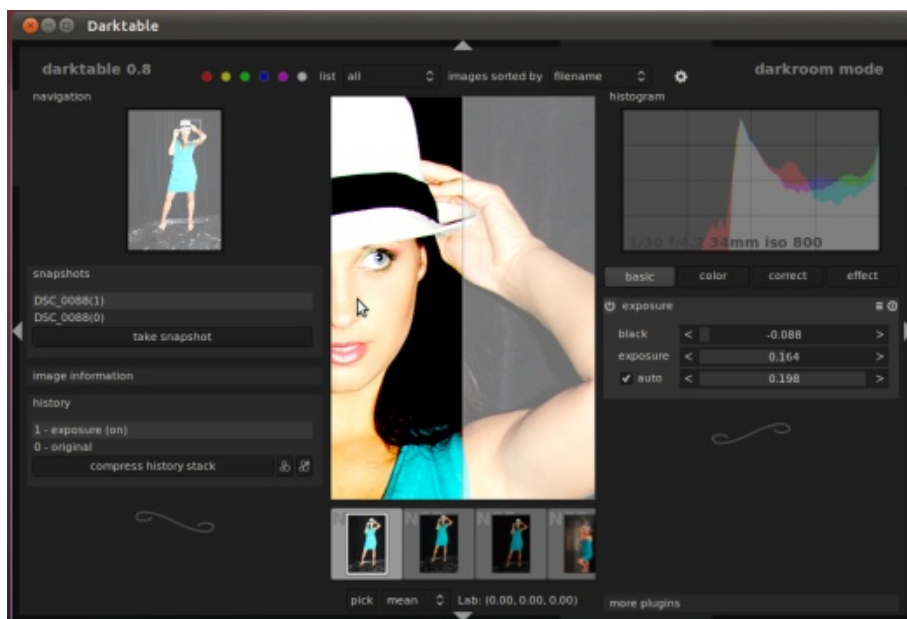 Darktable
darktable 0.8
list all images sorted by filename
darkroom mode
navigation
histogram
1/30 f/4.2 34mm iso 800
basic color correct effect
snapshots
DSC_0088(1)
DSC_0088(0)
take snapshot
exposure
black < -0.088 >
exposure < 0.164 >
auto < 0.198 >
image information
history
1 - exposure (on)
0 - original
compress history stack
pick mean Lab: (0.00, 0.00, 0.00)
more plugins